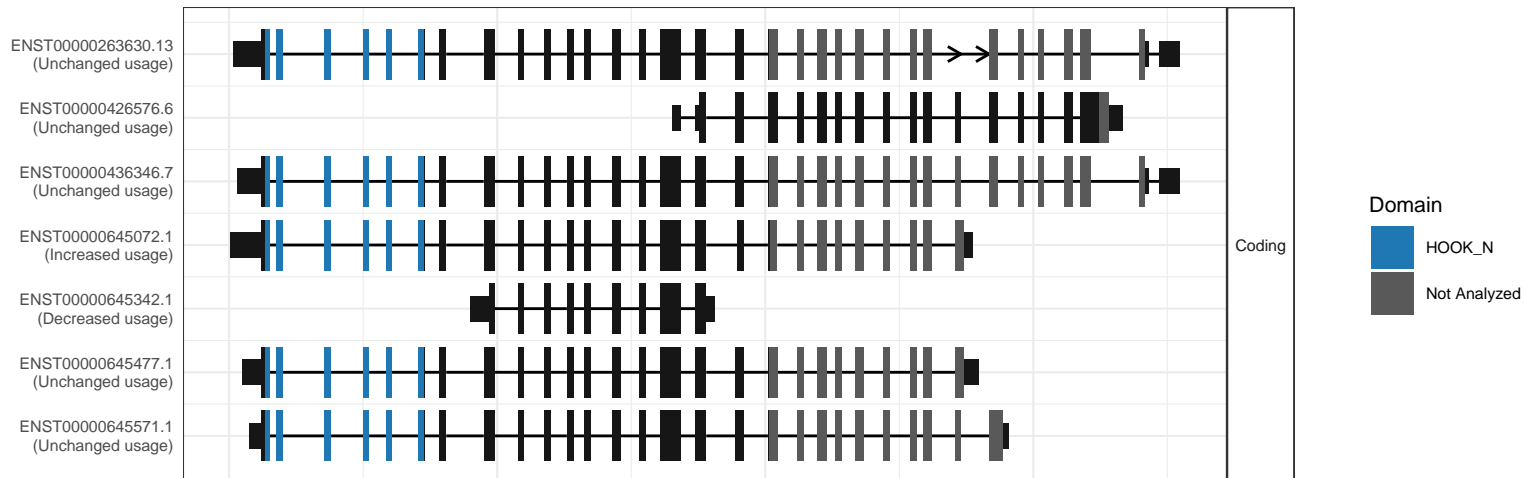 ENST00000263630.13
(Unchanged usage)
ENST00000426576.6
(Unchanged usage)
ENST00000436346.7
(Unchanged usage)
ENST00000645072.1
(Increased usage)
ENST00000645342.1
(Decreased usage)
ENST00000645477.1
(Unchanged usage)
ENST00000645571.1
(Unchanged usage)
Coding
Domain
HOOK_N
Not Analyzed